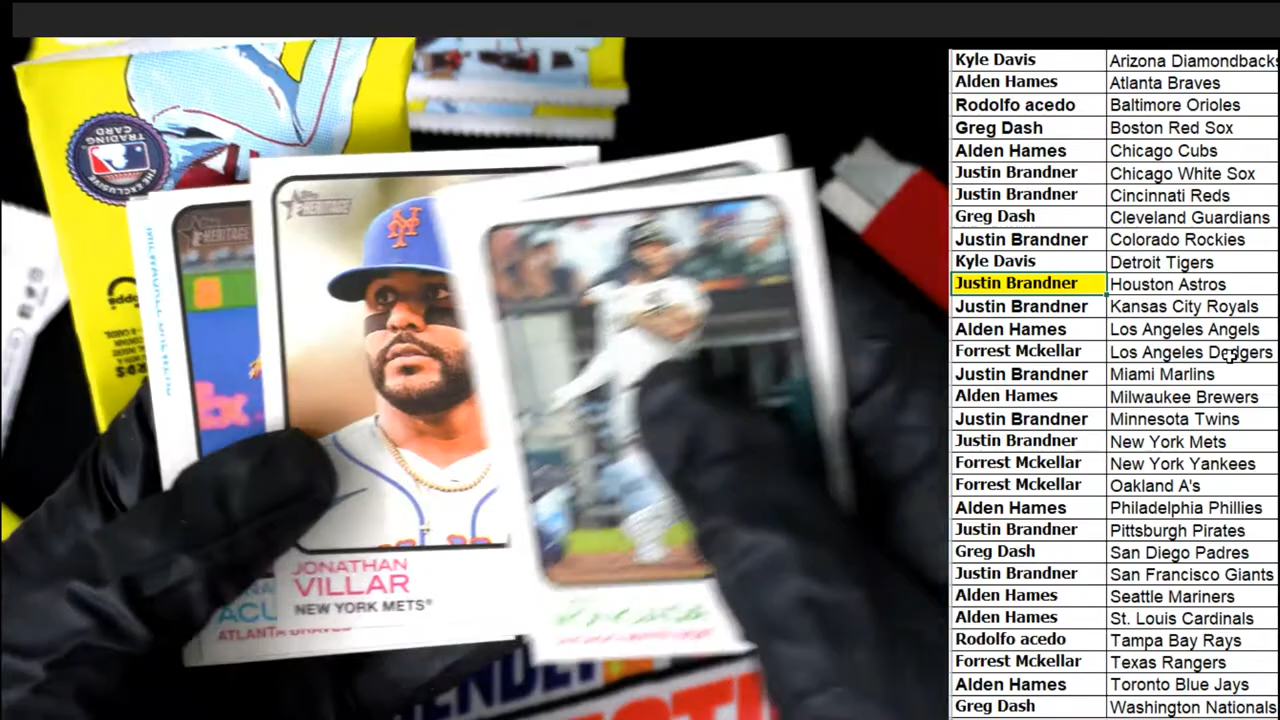 HERITAGE
Topps
HERITAGE
THE EXCLUSIVE
TRADING
CARD
topps
JONATHAN
VILLAR
NEW YORK METS
ACU
ATLANTA BRAVES
Kyle Davis Arizona Diamondbacks
Alden Hames Atlanta Braves
Rodolfo acedo Baltimore Orioles
Greg Dash Boston Red Sox
Alden Hames Chicago Cubs
Justin Brandner Chicago White Sox
Justin Brandner Cincinnati Reds
Greg Dash Cleveland Guardians
Justin Brandner Colorado Rockies
Kyle Davis Detroit Tigers
Justin Brandner Houston Astros
Justin Brandner Kansas City Royals
Alden Hames Los Angeles Angels
Forrest Mckellar Los Angeles Dodgers
Justin Brandner Miami Marlins
Alden Hames Milwaukee Brewers
Justin Brandner Minnesota Twins
Justin Brandner New York Mets
Forrest Mckellar New York Yankees
Forrest Mckellar Oakland A's
Alden Hames Philadelphia Phillies
Justin Brandner Pittsburgh Pirates
Greg Dash San Diego Padres
Justin Brandner San Francisco Giants
Alden Hames Seattle Mariners
Alden Hames St. Louis Cardinals
Rodolfo acedo Tampa Bay Rays
Forrest Mckellar Texas Rangers
Alden Hames Toronto Blue Jays
Greg Dash Washington Nationals